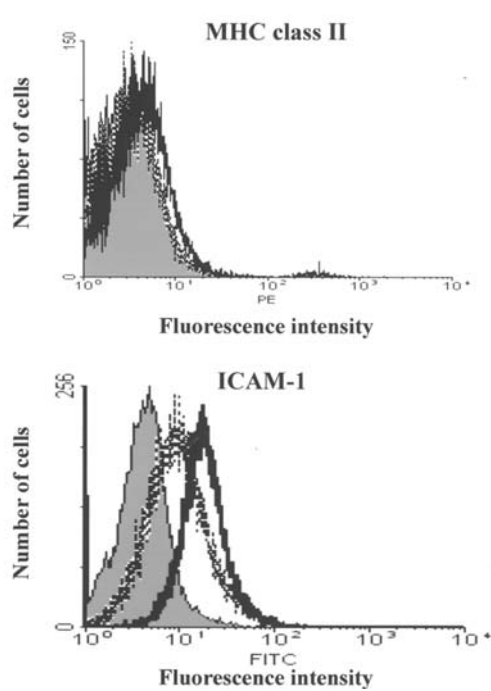 MHC class II
150
Number of cells
0
10⁰ 10¹ 10² 10³ 10⁴
PE
Fluorescence intensity
ICAM-1
256
Number of cells
0
10⁰ 10¹ 10² 10³ 10⁴
FITC
Fluorescence intensity